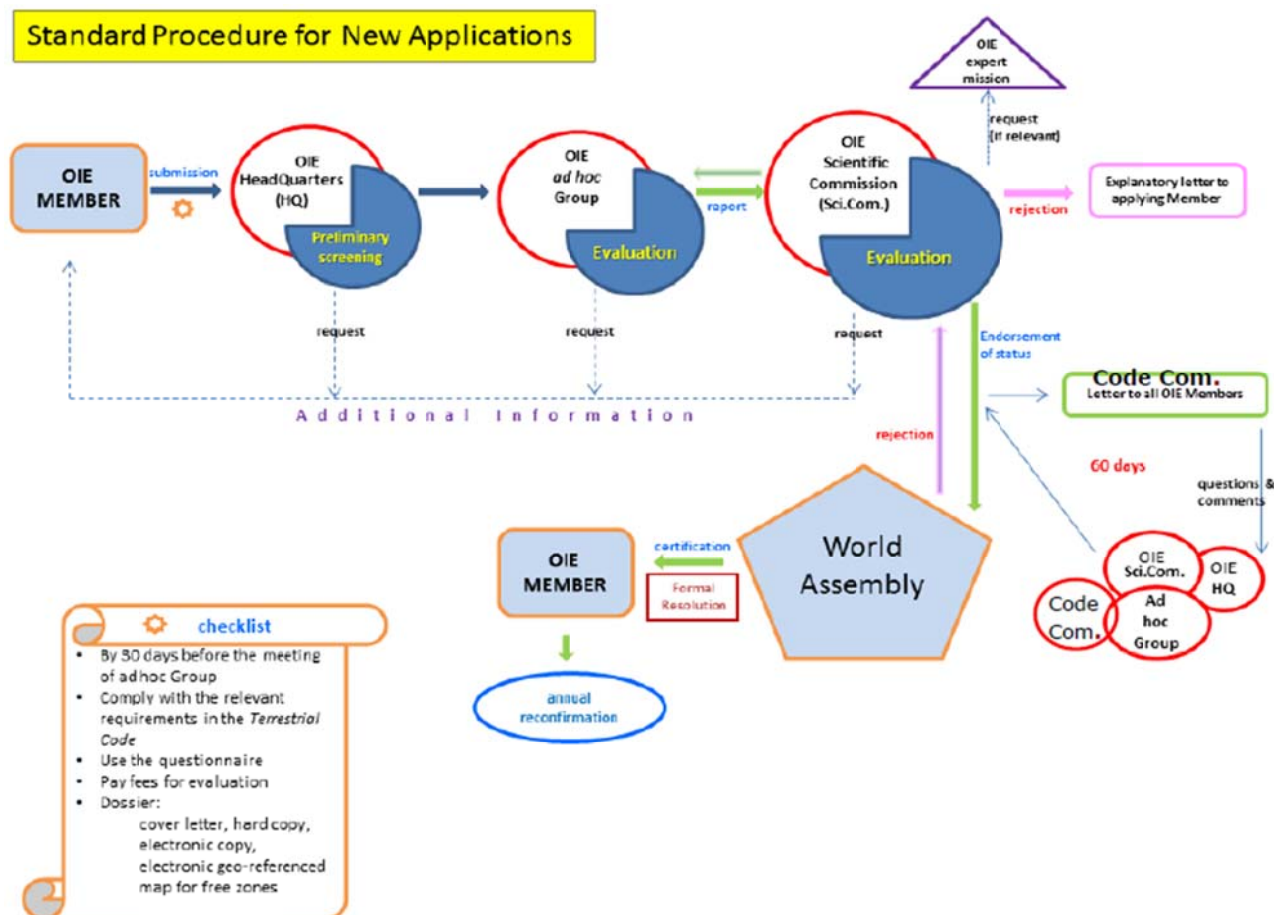 Standard Procedure for New Applications
OIE
expert
mission
request
(if relevant)
OIE
MEMBER
submission
OIE
HeadQuarters
(HQ)
Preliminary
screening
OIE
ad hoc
Group
Evaluation
raport
OIE
Scientific
Commission
(Sci.Com.)
Evaluation
rejection
Explanatory letter to
applying Member
request
request
request
Additional Information
Endorsement
of status
Code Com.
Letter to all OIE Members
rejection
60 days
questions &
comments
World
Assembly
certification
Formal
Resolution
OIE
MEMBER
annual
reconfirmation
OIE
Sci.Com.
OIE
HQ
Code
Com.
Ad
hoc
Group
checklist
• By 30 days before the meeting
of ad hoc Group
• Comply with the relevant
requirements in the Terrestrial
Code
• Use the questionnaire
• Pay fees for evaluation
• Dossier:
cover letter, hard copy,
electronic copy,
electronic geo-referenced
map for free zones